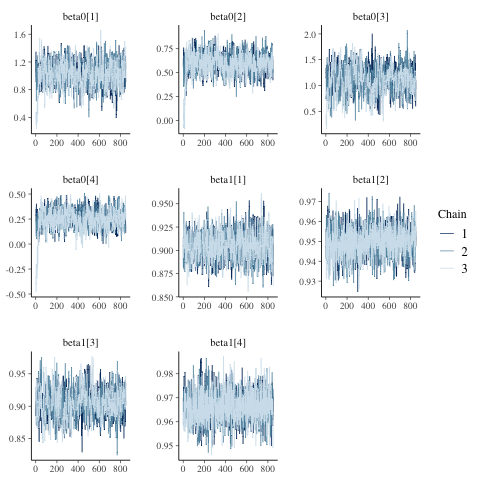 beta0[1] beta0[2] beta0[3]
1.6 1.2 0.8 0.4
0.75 0.50 0.25 0.00
2.0 1.5 1.0 0.5
0 200 400 600 800 0 200 400 600 800 0 200 400 600 800
beta0[4] beta1[1] beta1[2]
0.50 0.25 0.00 -0.25 -0.50
0.950 0.925 0.900 0.875 0.850
0.97 0.96 0.95 0.94 0.93
0 200 400 600 800 0 200 400 600 800 0 200 400 600 800
Chain
1
2
3
beta1[3] beta1[4]
0.95 0.90 0.85
0.98 0.97 0.96 0.95
0 200 400 600 800 0 200 400 600 800